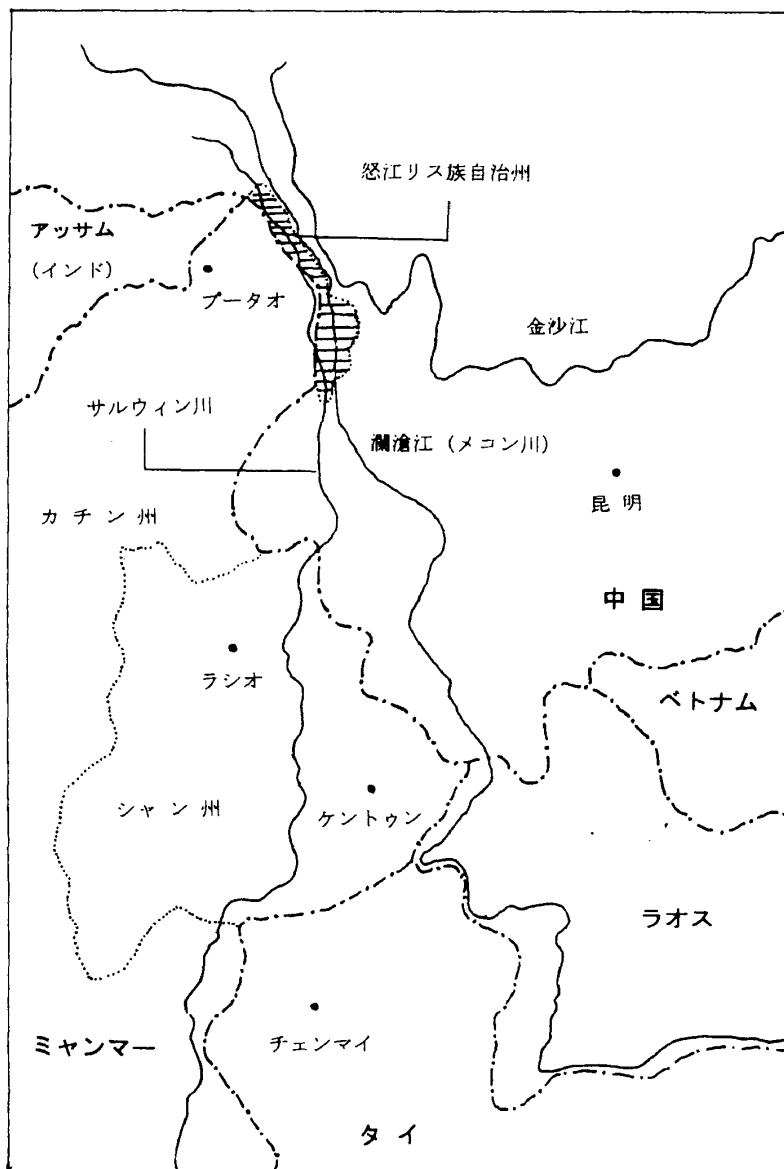 怒江リス族自治州
アッサム
(インド)
プータオ
金沙江
サルウィン川
瀾滄江(メコン川)
昆明
カチン州
中国
ラシオ
ベトナム
シャン州
ケントゥン
ラオス
ミャンマー
チェンマイ
タイ